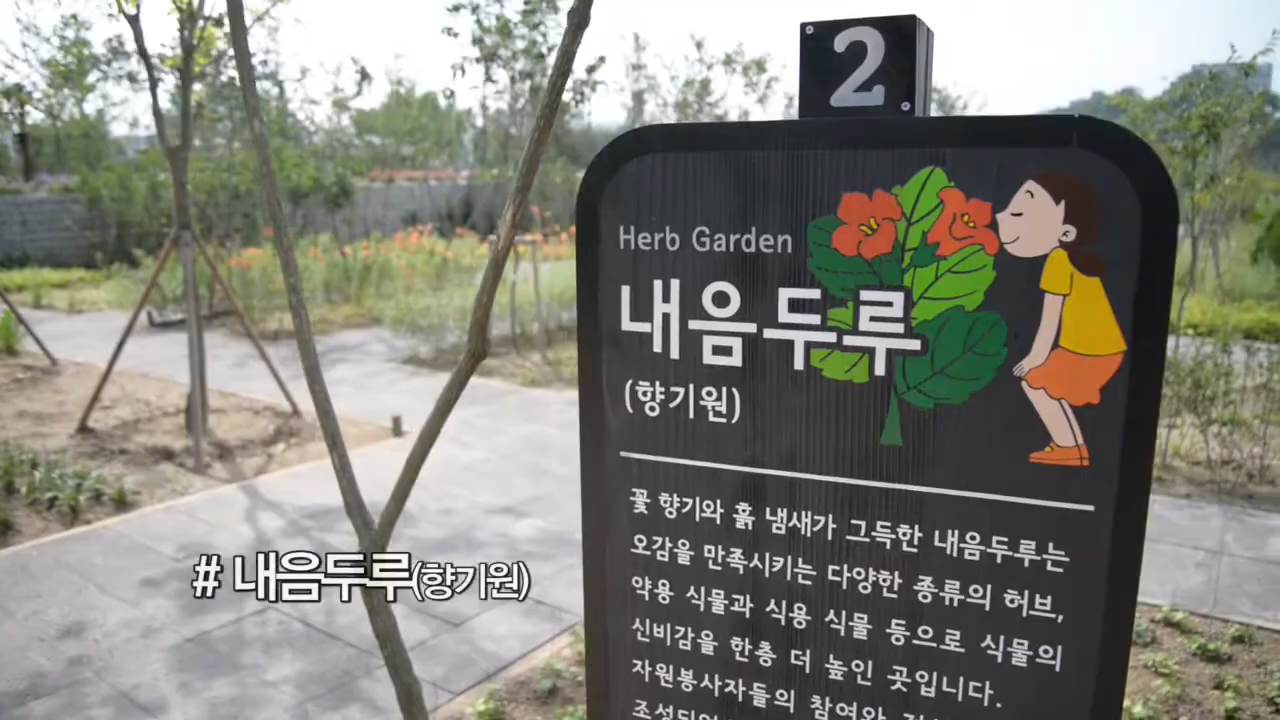 2
Herb Garden
내음두루
(향기원)
꽃 향기와 흙 냄새가 그득한 내음두루는
오감을 만족시키는 다양한 종류의 허브,
약용 식물과 식용 식물 등으로 식물의
신비감을 한층 더 높인 곳입니다.
자원봉사자들의 참여와
# 내음두루(향기원)